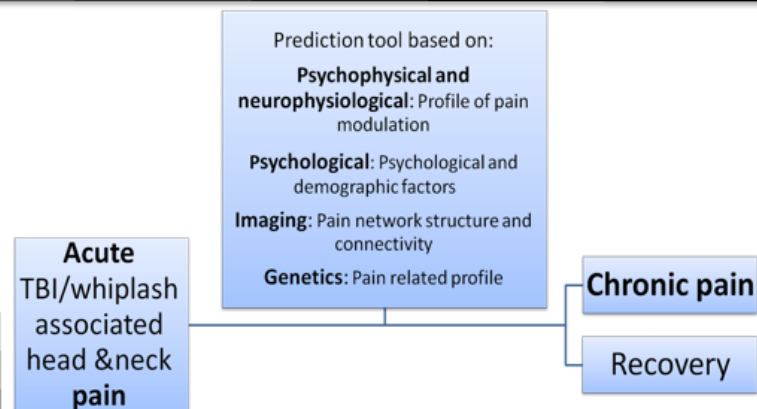 Prediction tool based on:
Psychophysical and
neurophysiological: Profile of pain
modulation
Psychological: Psychological and
demographic factors
Imaging: Pain network structure and
connectivity
Genetics: Pain related profile
Acute
TBI/whiplash
associated
head &neck
pain
Chronic pain
Recovery